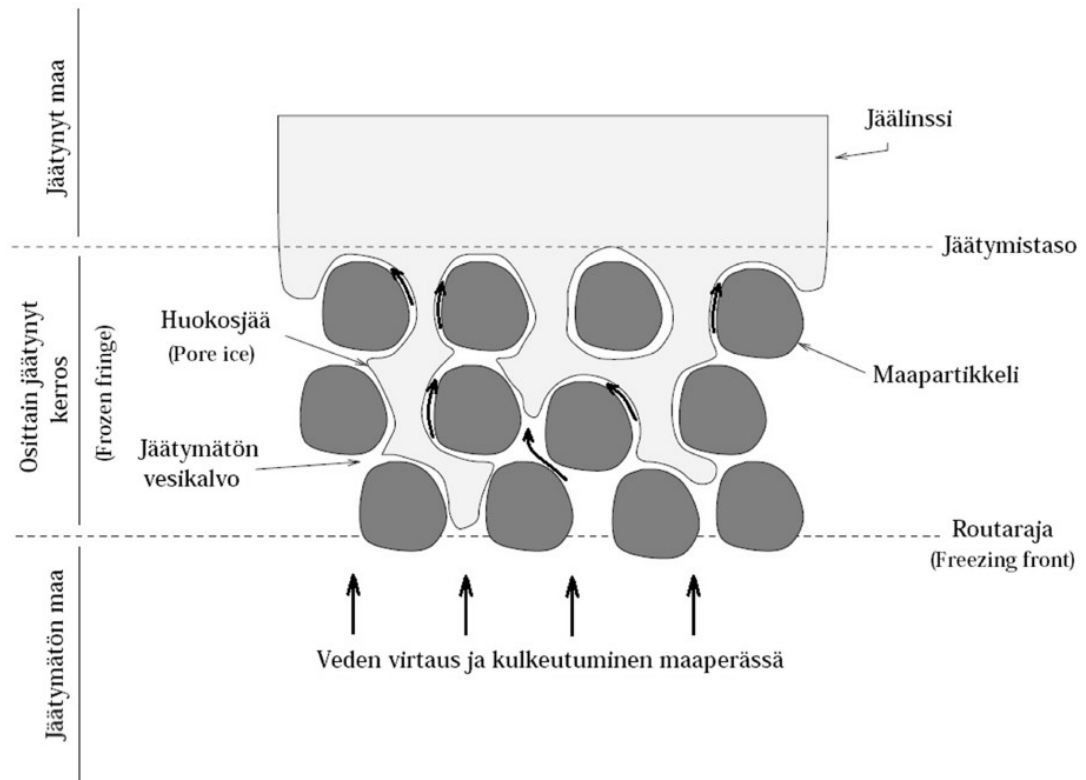 Jäätynyt maa
Jäälinssi
Jäätymistaso
Osittain jäätynyt
kerros
(Frozen fringe)
Huokosjää
(Pore ice)
Maapartikkeli
Jäätymätön
vesikalvo
Routaraja
(Freezing front)
Jäätymätön maa
Veden virtaus ja kulkeutuminen maaperässä